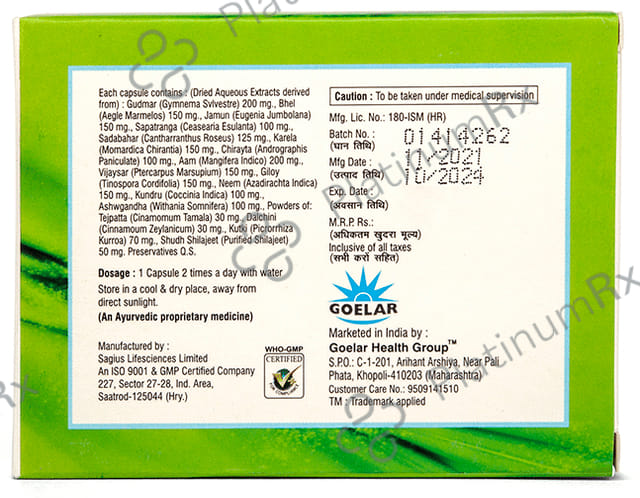 Each capsule contains : (Dried Aqueous Extracts derived
from) : Gudmar (Gymnema Sylvestre) 200 mg., Bhel
(Aegle Marmelos) 150 mg., Jamun (Eugenia Jumbolana)
150 mg., Sapatranga (Ceasearia Esulanta) 100 mg.,
Sadabahar (Cantharranthus Roseus) 125 mg., Karela
(Momardica Chirantia) 150 mg., Chirayta (Andrographis
Paniculate) 100 mg., Aam (Mangifera Indico) 200 mg.,
Vijaysar (Ptercarpus Marsupium) 150 mg., Giloy
(Tinospora Cordifolia) 150 mg., Neem (Azadirachta Indica)
150 mg., Kundru (Coccinia Indica) 100 mg.,
Ashwgandha (Withania Somnifera) 100 mg., Powders of:
Tejpatta (Cinamomum Tamala) 30 mg. Dalchini
(Cinnamomum Zeylanicum) 30 mg., Kutki (Picrorrhiza
Kurroa) 70 mg., Shudh Shilajeet (Purified Shilajeet)
50 mg. Preservatives Q.S.
Dosage : 1 Capsule 2 times a day with water
Store in a cool & dry place, away from
direct sunlight.
(An Ayurvedic proprietary medicine)
Manufactured by :
Sagius Lifesciences Limited
An ISO 9001 & GMP Certified Company
227, Sector 27-28, Ind. Area,
Saatrod-125044 (Hry.)
WHO-GMP
CERTIFIED
Caution : To be taken under medical supervision
Mfg. Lic. No.: 180-ISM (HR)
Batch No. : 01414262
(घान तिथि)
Mfg Date : 11/2021
(उत्पाद तिथि) 10/2024
Exp. Date :
(अवसान तिथि)
M.R.P. Rs.:
(अधिकतम खुदरा मूल्य)
Inclusive of all taxes
(सभी करों सहित)
GOELAR
Marketed in India by :
Goelar Health Group™
S.P.O.: C-1-201, Arihant Arshiya, Near Pali
Phata, Khopoli-410203 (Maharashtra)
Customer Care No.: 9509141510
TM : Trademark applied
PlatinumRx
PlatinumRx
PlatinumRx